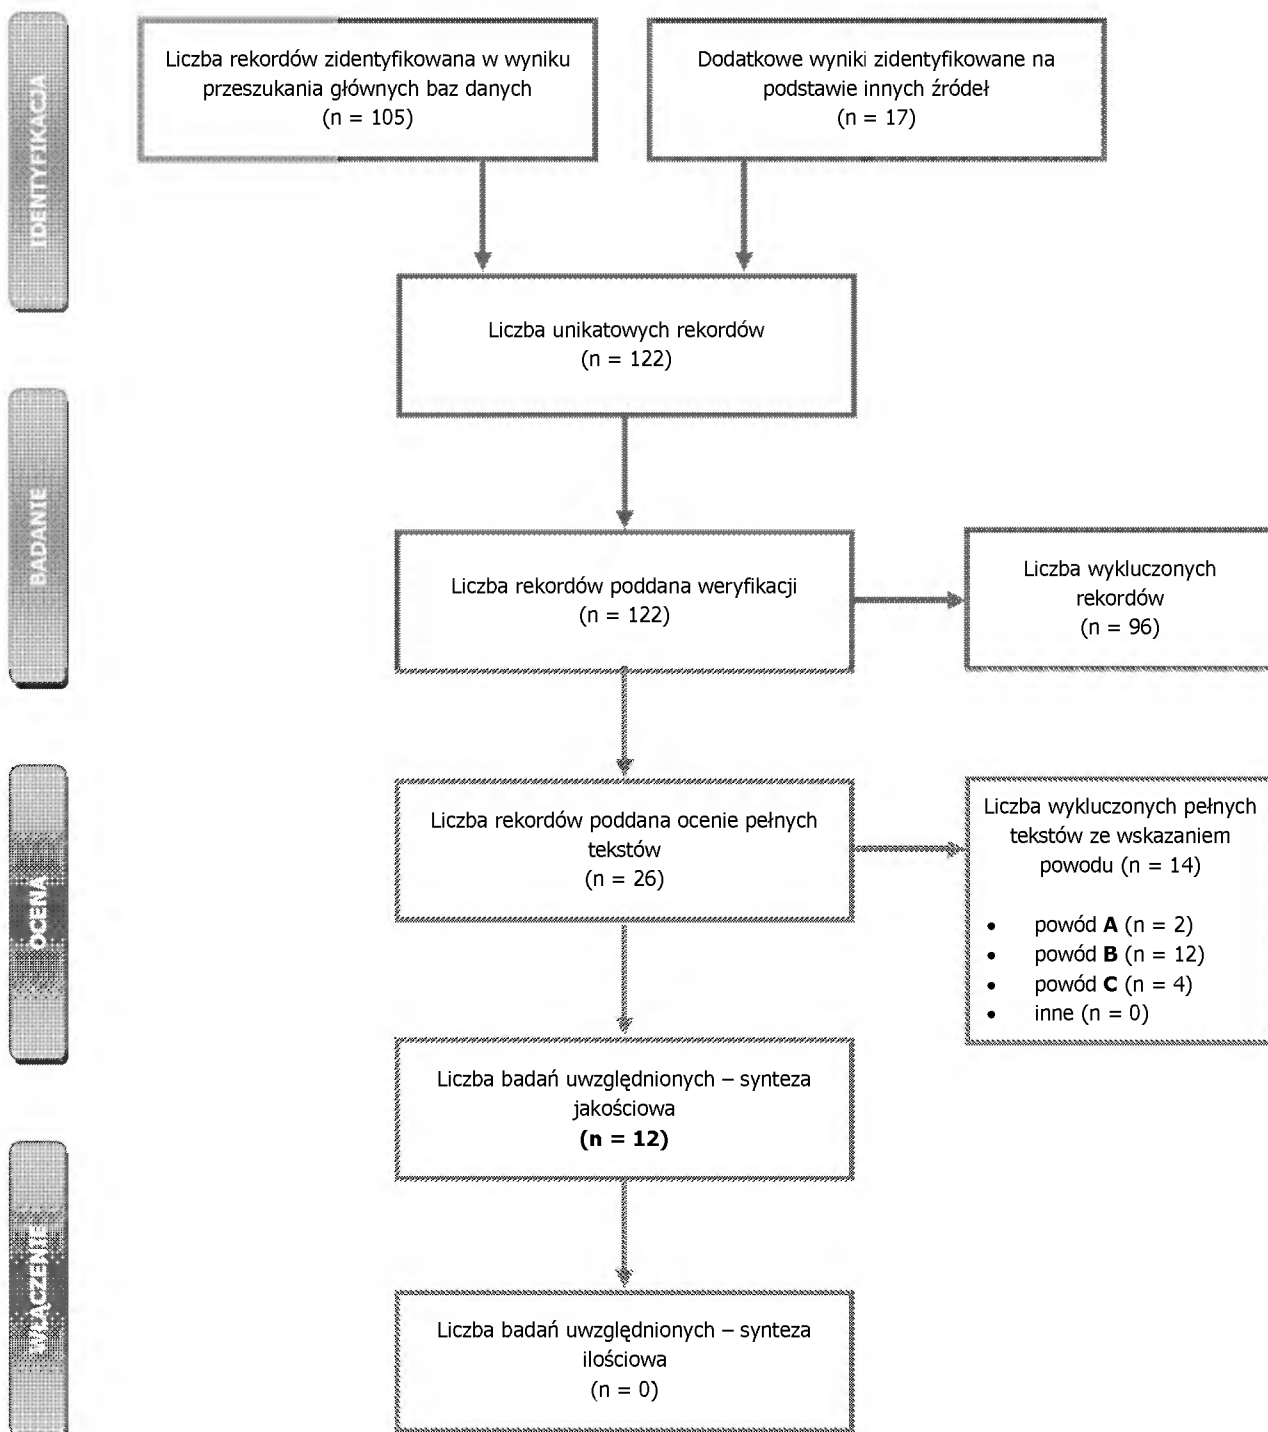 IDENTYFIKACJA
Liczba rekordów zidentyfikowana w wyniku
przeszukania głównych baz danych
(n = 105)
Dodatkowe wyniki zidentyfikowane na
podstawie innych źródeł
(n = 17)
Liczba unikatowych rekordów
(n = 122)
BADANIE
Liczba rekordów poddana weryfikacji
(n = 122)
Liczba wykluczonych
rekordów
(n = 96)
OCENA
Liczba rekordów poddana ocenie pełnych
tekstów
(n = 26)
Liczba wykluczonych pełnych
tekstów ze wskazaniem
powodu (n = 14)
• powód A (n = 2)
• powód B (n = 12)
• powód C (n = 4)
• inne (n = 0)
Liczba badań uwzględnionych – synteza
jakościowa
(n = 12)
WŁĄCZENIE
Liczba badań uwzględnionych – synteza
ilościowa
(n = 0)